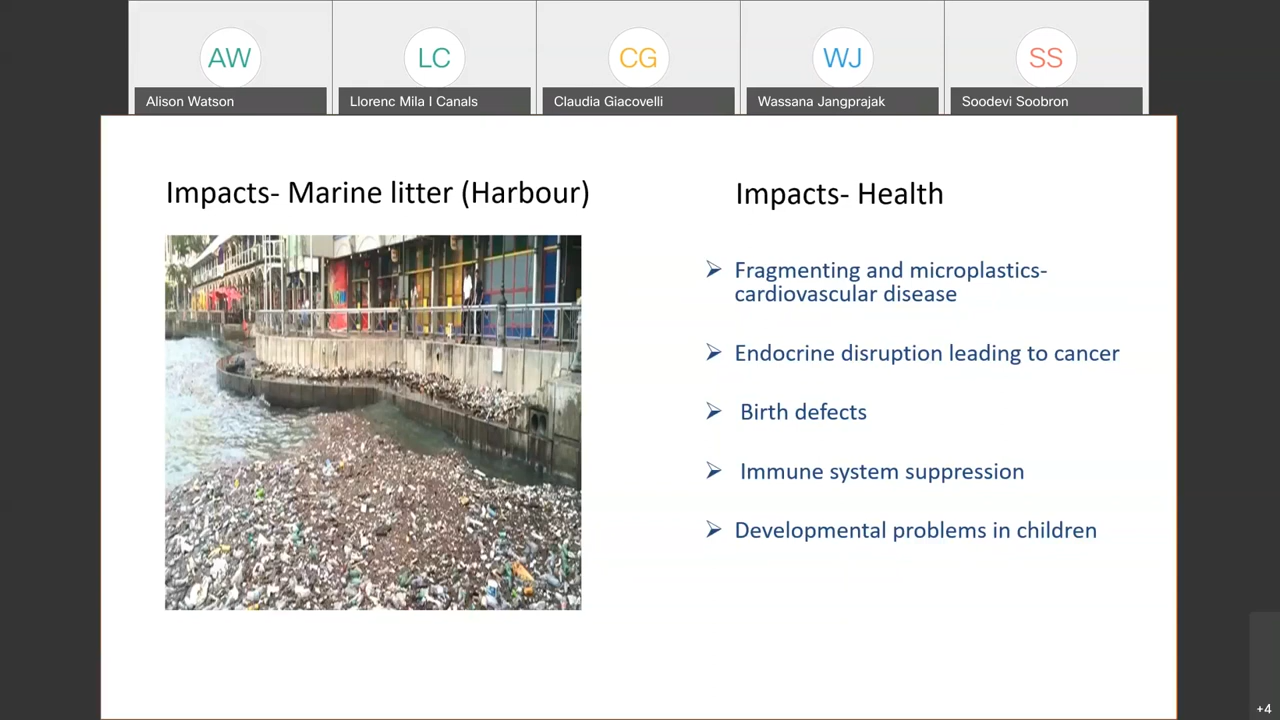 AW
LC
CG
WJ
SS
Alison Watson
Llorenc Mila I Canals
Claudia Giacovelli
Wassana Jangprajak
Soodevi Soobron
Impacts- Marine litter (Harbour)
Impacts- Health
Fragmenting and microplastics-
cardiovascular disease
Endocrine disruption leading to cancer
Birth defects
Immune system suppression
Developmental problems in children
+4